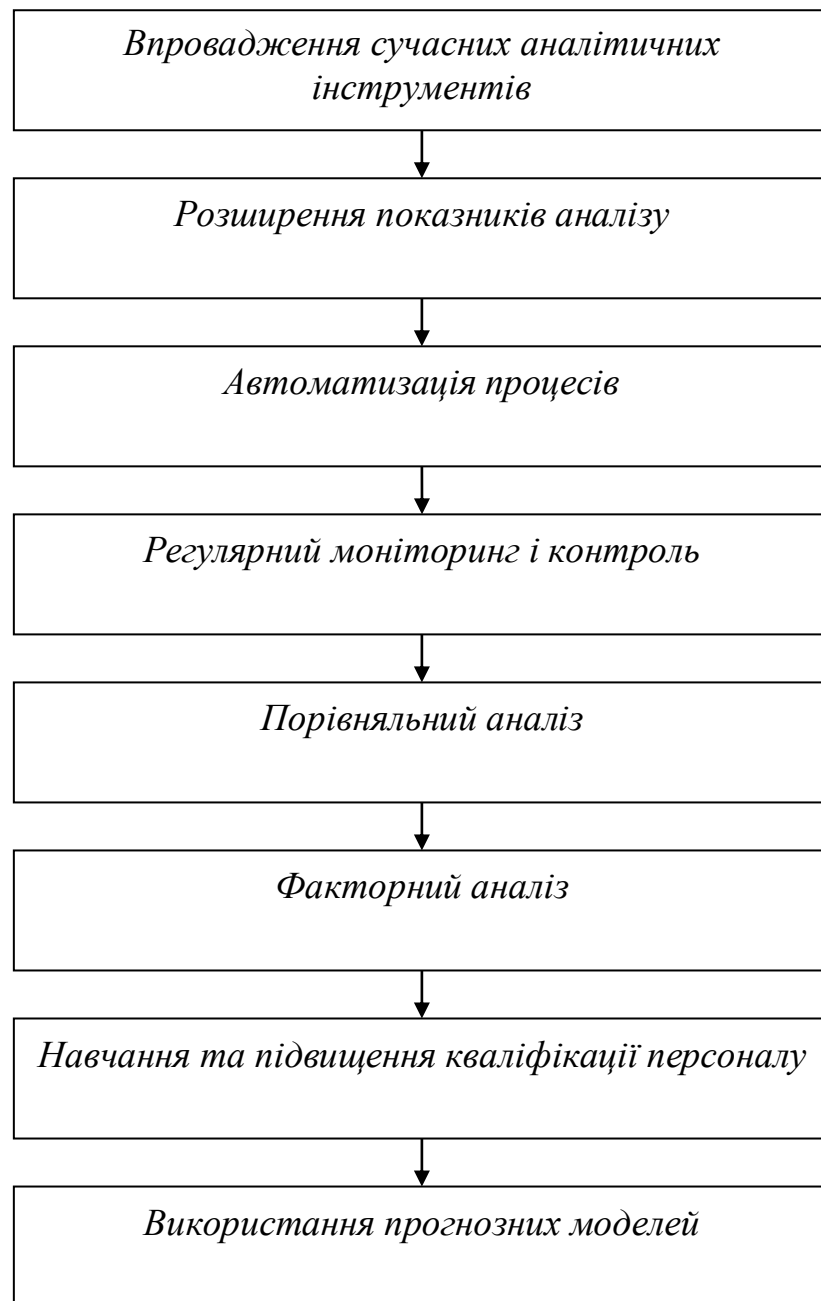 Впровадження сучасних аналітичних
інструментів
Розширення показників аналізу
Автоматизація процесів
Регулярний моніторинг і контроль
Порівняльний аналіз
Факторний аналіз
Навчання та підвищення кваліфікації персоналу
Використання прогнозних моделей